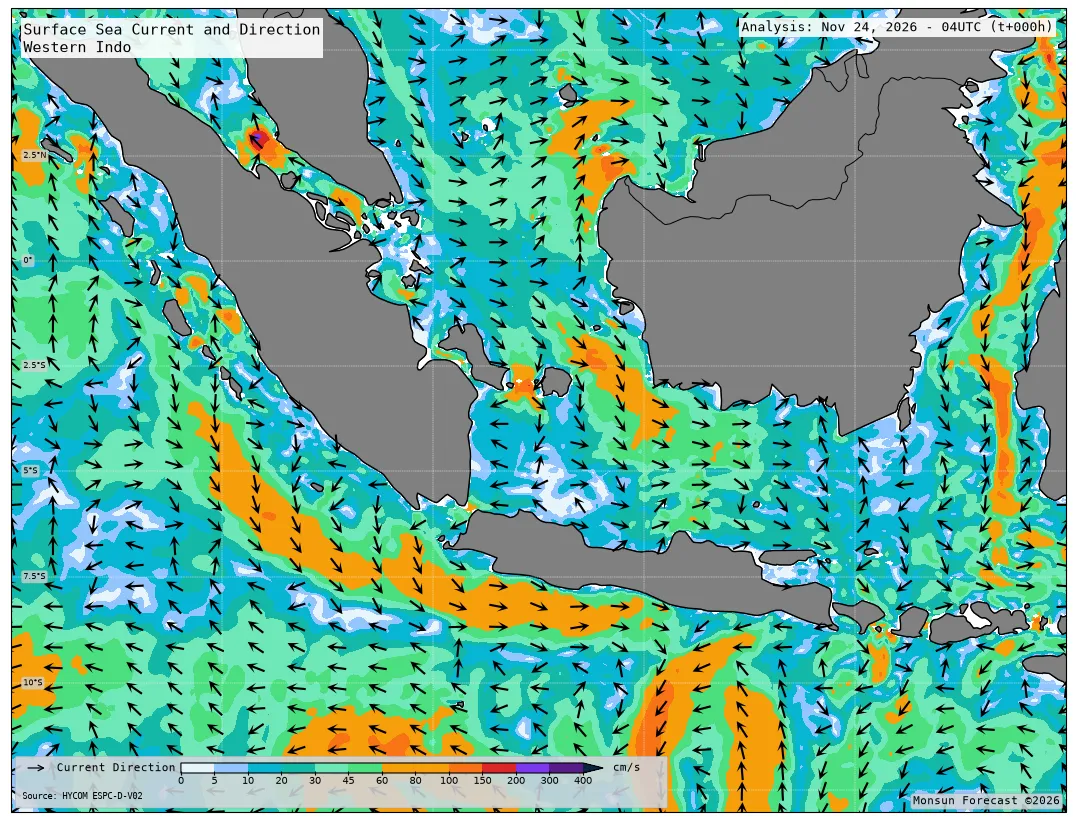 Surface Sea Current and Direction
Western Indo
Analysis: Nov 24, 2026 - 04UTC (t+000h)
2.5°N
0°
2.5°S
5°S
7.5°S
10°S
Current Direction
0 5 10 20 30 45 60 80 100 150 200 300 400 cm/s
Source: HYCOM ESPC-D-V02
Monsun Forecast ©2026